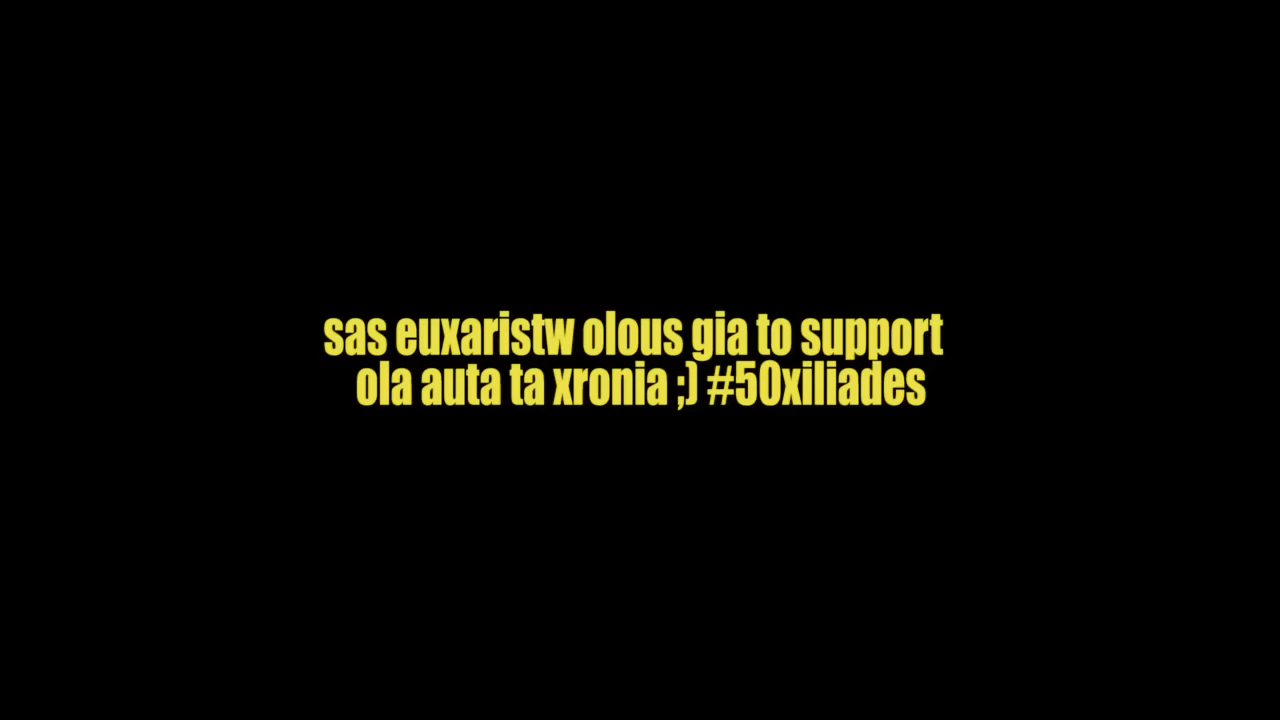 sas euxaristw olous gia to support
ola auta ta xronia ;) #50xiliades